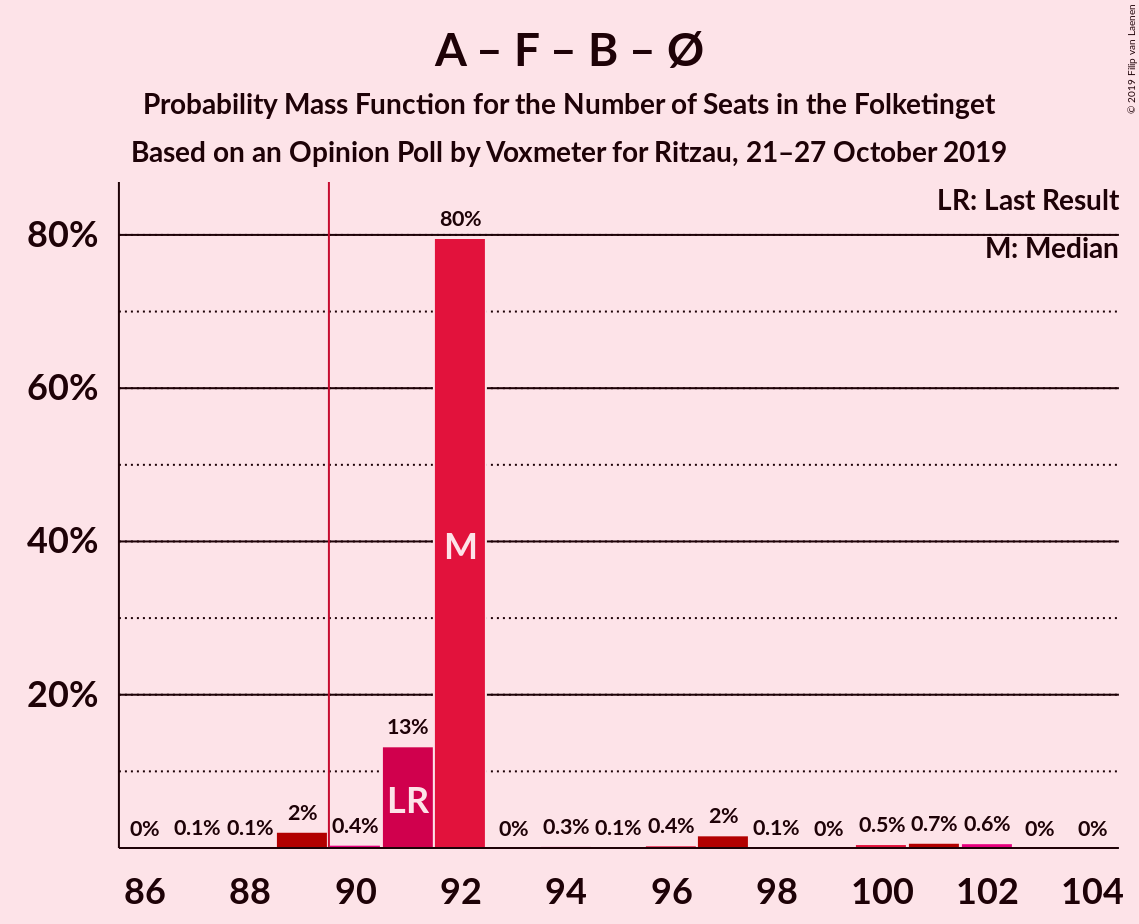 A – F – B – Ø
Probability Mass Function for the Number of Seats in the Folketinget
Based on an Opinion Poll by Voxmeter for Ritzau, 21–27 October 2019
© 2019 Filip van Laenen
LR: Last Result
M: Median
80%
60%
40%
20%
0% 0.1% 0.1% 2% 0.4% 13% 80% 0% 0.3% 0.1% 0.4% 2% 0.1% 0% 0.5% 0.7% 0.6% 0% 0%
M
LR
86 88 90 92 94 96 98 100 102 104